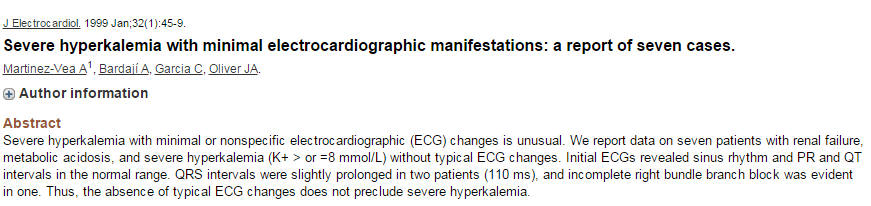 J Electrocardiol. 1999 Jan;32(1):45-9.
Severe hyperkalemia with minimal electrocardiographic manifestations: a report of seven cases.
Martinez-Vea A1, Bardají A, Garcia C, Oliver JA.
Author information
Abstract
Severe hyperkalemia with minimal or nonspecific electrocardiographic (ECG) changes is unusual. We report data on seven patients with renal failure,
metabolic acidosis, and severe hyperkalemia (K+ > or =8 mmol/L) without typical ECG changes. Initial ECGs revealed sinus rhythm and PR and QT
intervals in the normal range. QRS intervals were slightly prolonged in two patients (110 ms), and incomplete right bundle branch block was evident
in one. Thus, the absence of typical ECG changes does not preclude severe hyperkalemia.